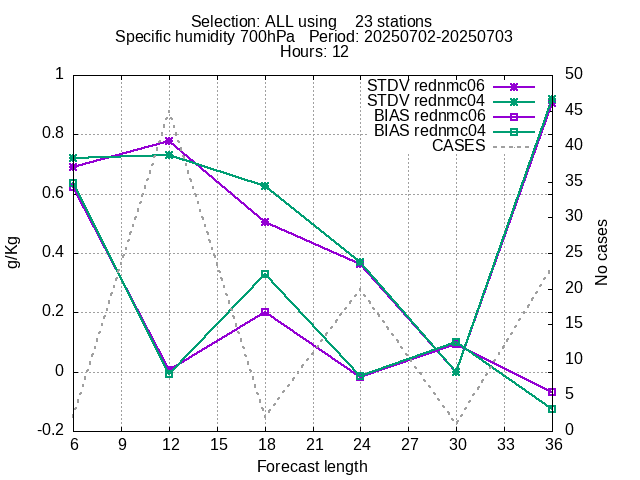 Selection: ALL using    23 stations
Specific humidity 700hPa   Period: 20250702-20250703
Hours: 12
STDV rednmc06
STDV rednmc04
BIAS rednmc06
BIAS rednmc04
CASES
1
0.8
0.6
0.4
0.2
0
-0.2
g/Kg
50
45
40
35
30
25
20
15
10
5
0
No cases
6 9 12 15 18 21 24 27 30 33 36
Forecast length